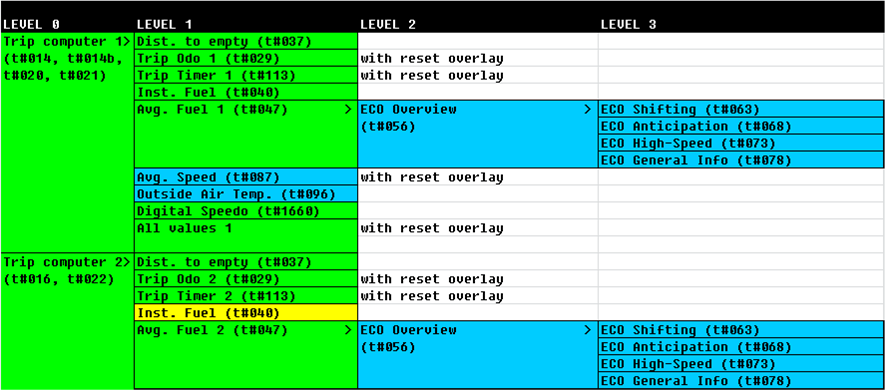 LEVEL 0 LEVEL 1 LEVEL 2 LEVEL 3
Trip computer 1> Dist. to empty (t#037)
(t#014, t#014b, Trip Odo 1 (t#029) with reset overlay
t#020, t#021) Trip Timer 1 (t#113) with reset overlay
Inst. Fuel (t#040)
Avg. Fuel 1 (t#047) > ECO Overview > ECO Shifting (t#063)
(t#056) ECO Anticipation (t#068)
ECO High-Speed (t#073)
ECO General Info (t#078)
Avg. Speed (t#087) with reset overlay
Outside Air Temp. (t#096)
Digital Speedo (t#1660)
All values 1 with reset overlay
Trip computer 2> Dist. to empty (t#037)
(t#016, t#022) Trip Odo 2 (t#029) with reset overlay
Trip Timer 2 (t#113) with reset overlay
Inst. Fuel (t#040)
Avg. Fuel 2 (t#047) > ECO Overview > ECO Shifting (t#063)
(t#056) ECO Anticipation (t#068)
ECO High-Speed (t#073)
ECO General Info (t#078)